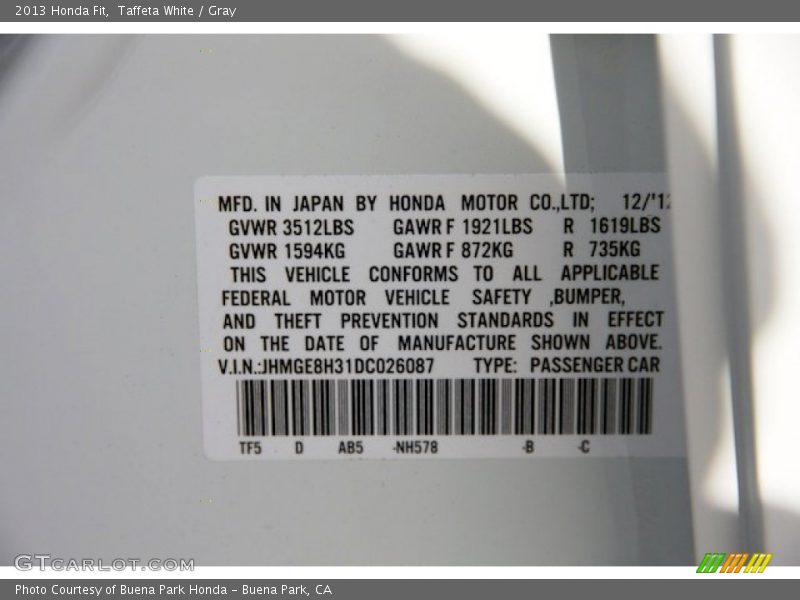 2013 Honda Fit,  Taffeta White / Gray
MFD. IN JAPAN BY HONDA MOTOR CO.,LTD; 12/'12
GVWR 3512LBS GAWR F 1921LBS R 1619LBS
GVWR 1594KG GAWR F 872KG R 735KG
THIS VEHICLE CONFORMS TO ALL APPLICABLE
FEDERAL MOTOR VEHICLE SAFETY ,BUMPER,
AND THEFT PREVENTION STANDARDS IN EFFECT
ON THE DATE OF MANUFACTURE SHOWN ABOVE.
V.I.N.:JHMGE8H31DC026087 TYPE: PASSENGER CAR
TF5 D AB5 -NH578 -B -C
GTCARLOT.COM
Photo Courtesy of Buena Park Honda - Buena Park, CA